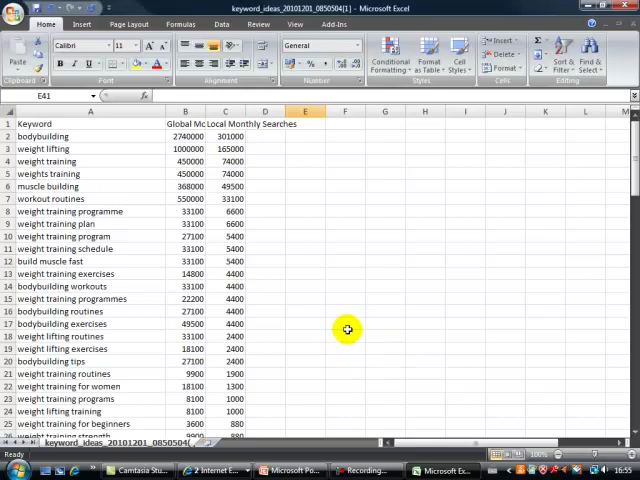 keyword_ideas_20101201_0850504[1] - Microsoft Excel
Home Insert Page Layout Formulas Data Review View Add-Ins
Paste Calibri 11 General Conditional Formatting Format as Table Cell Styles Insert Delete Format Sort & Filter Find & Select
Clipboard Font Alignment Number Styles Cells Editing
E41 fx
A B C D E F G H I J K L M
1 Keyword Global Mc Local Monthly Searches
2 bodybuilding 2740000 301000
3 weight lifting 1000000 165000
4 weight training 450000 74000
5 weights training 450000 74000
6 muscle building 368000 49500
7 workout routines 550000 33100
8 weight training programme 33100 6600
9 weight training plan 33100 6600
10 weight training program 27100 5400
11 weight training schedule 33100 5400
12 build muscle fast 33100 5400
13 weight training exercises 14800 4400
14 bodybuilding workouts 33100 4400
15 weight training programmes 22200 4400
16 bodybuilding routines 27100 4400
17 bodybuilding exercises 49500 4400
18 weight lifting routines 33100 2400
19 weight lifting exercises 18100 2400
20 bodybuilding tips 27100 2400
21 weight training routines 9900 1900
22 weight training for women 18100 1300
23 weight training programs 8100 1000
24 weight lifting training 8100 1000
25 weight training for beginners 3600 880
26 weight training strength 9900 880
keyword_ideas_20101201_0850504(
Ready 100%
Camtasia Stu... 2 Internet E... Microsoft Po... Recording... Microsoft Ex... 16:55